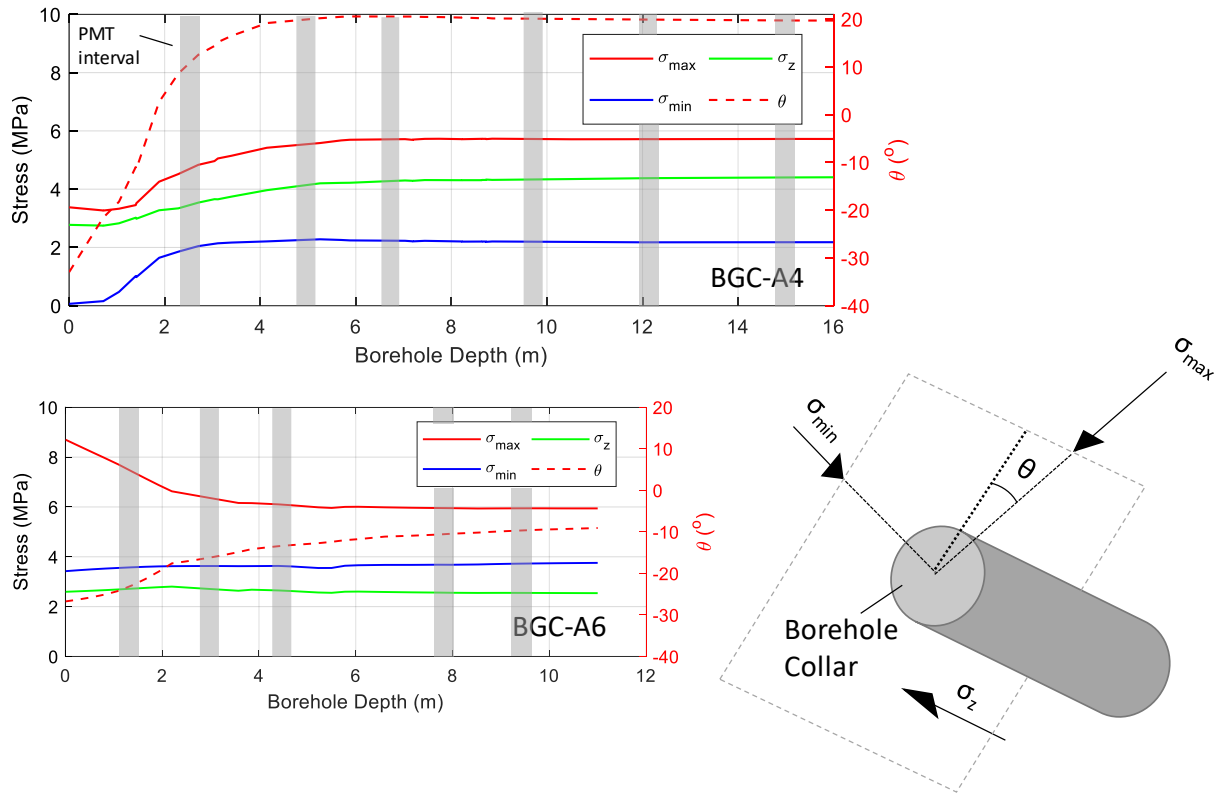 10
8
6
4
2
0
Stress (MPa)
PMT
interval
σmax
σz
σmin
θ
20
10
0
-10
-20
-30
-40
θ (o)
BGC-A4
0
2
4
6
8
10
12
14
16
Borehole Depth (m)
10
8
6
4
2
0
Stress (MPa)
σmax
σz
σmin
θ
20
10
0
-10
-20
-30
-40
θ (o)
BGC-A6
0
2
4
6
8
10
12
Borehole Depth (m)
σmax
σmin
θ
Borehole
Collar
σz